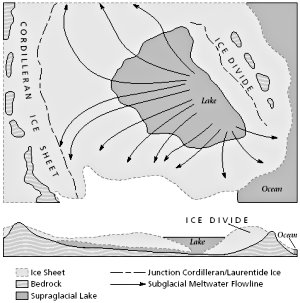 CORDILLERAN
ICE SHEET
ICE DIVIDE
Lake
Ocean
ICE DIVIDE
Lake
Ocean
Ice Sheet
Bedrock
Supraglacial Lake
Junction Cordilleran/Laurentide Ice
Subglacial Meltwater Flowline